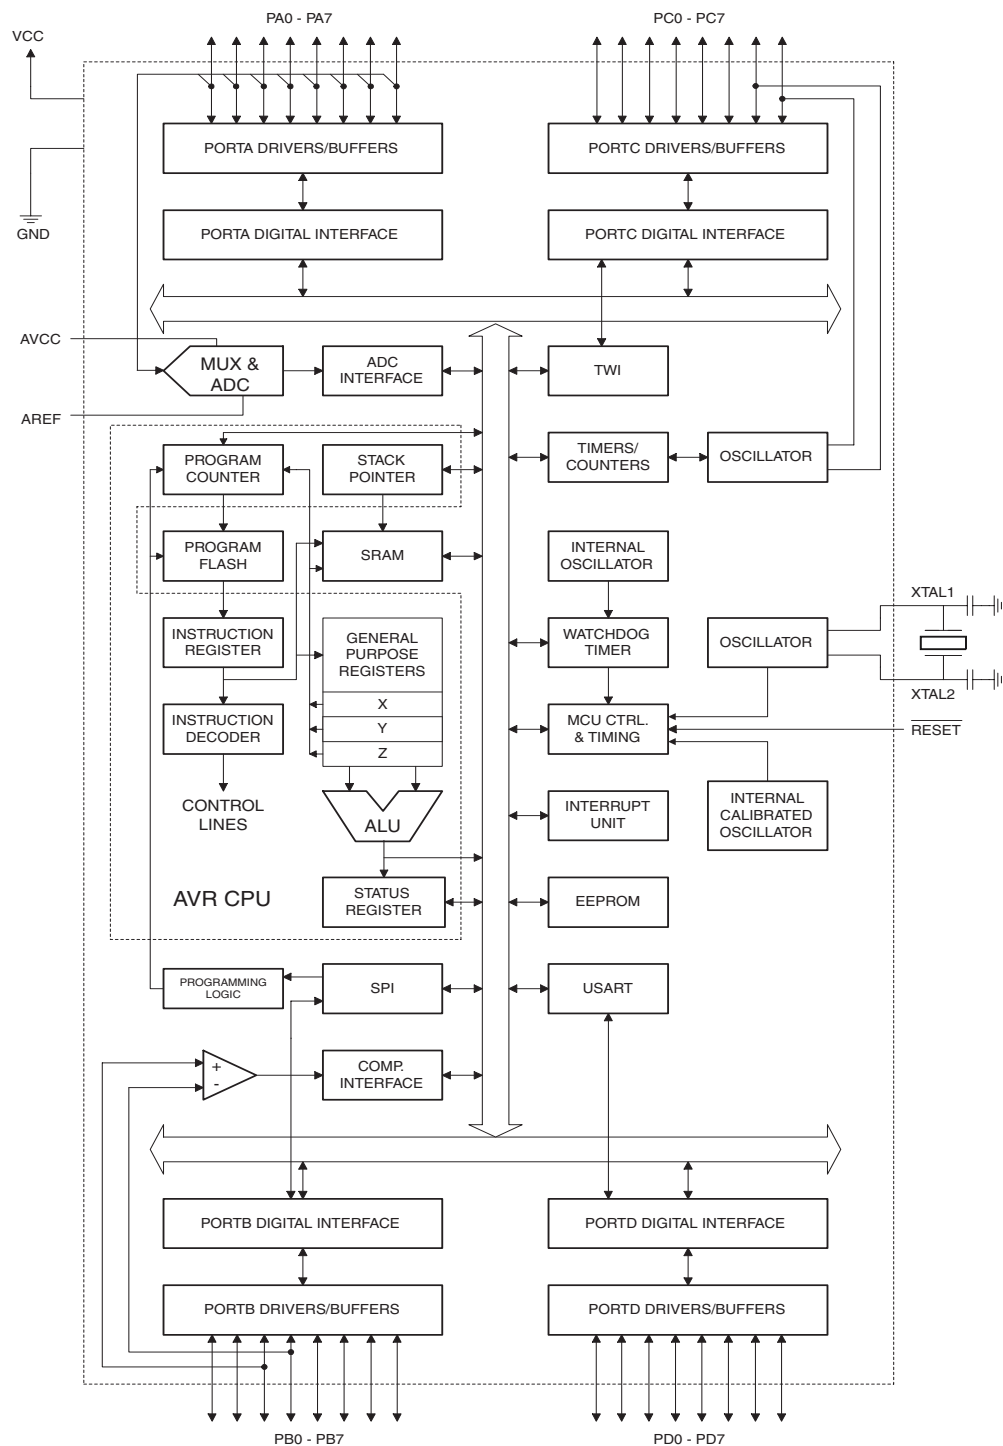 PA0 - PA7
PC0 - PC7
VCC
PORTA DRIVERS/BUFFERS
PORTC DRIVERS/BUFFERS
GND
PORTA DIGITAL INTERFACE
PORTC DIGITAL INTERFACE
AVCC
MUX &
ADC
ADC
INTERFACE
TWI
AREF
PROGRAM
COUNTER
STACK
POINTER
TIMERS/
COUNTERS
OSCILLATOR
PROGRAM
FLASH
SRAM
INTERNAL
OSCILLATOR
XTAL1
INSTRUCTION
REGISTER
GENERAL
PURPOSE
REGISTERS
WATCHDOG
TIMER
OSCILLATOR
XTAL2
X
INSTRUCTION
DECODER
Y
Z
MCU CTRL.
& TIMING
RESET
CONTROL
LINES
ALU
INTERRUPT
UNIT
INTERNAL
CALIBRATED
OSCILLATOR
AVR CPU
STATUS
REGISTER
EEPROM
PROGRAMMING
LOGIC
SPI
USART
+
-
COMP.
INTERFACE
PORTB DIGITAL INTERFACE
PORTD DIGITAL INTERFACE
PORTB DRIVERS/BUFFERS
PORTD DRIVERS/BUFFERS
PB0 - PB7
PD0 - PD7